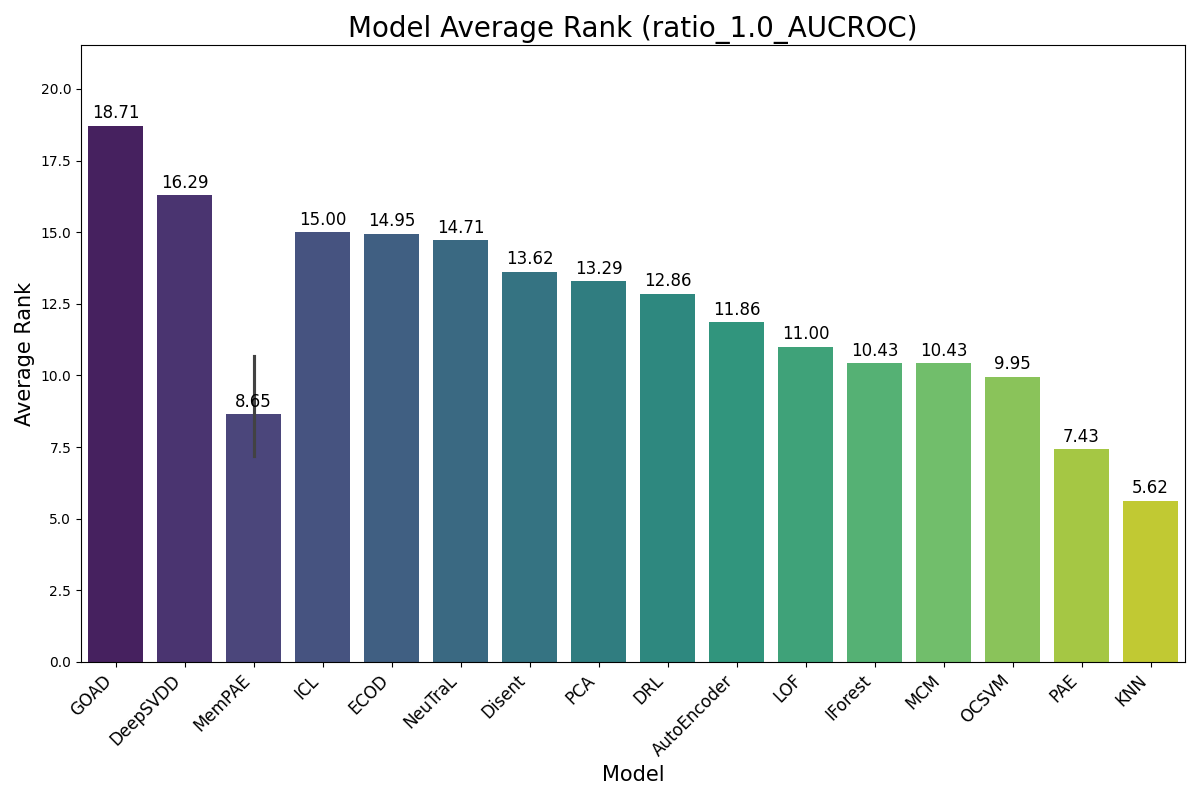 Model Average Rank (ratio_1.0_AUCROC)
Average Rank
20.0
17.5
15.0
12.5
10.0
7.5
5.0
2.5
0.0
18.71
16.29
8.65
15.00
14.95
14.71
13.62
13.29
12.86
11.86
11.00
10.43
10.43
9.95
7.43
5.62
GOAD
DeepSVDD
MemPAE
ICL
ECOD
NeuTraL
Disent
PCA
DRL
AutoEncoder
LOF
IForest
MCM
OCSVM
PAE
KNN
Model